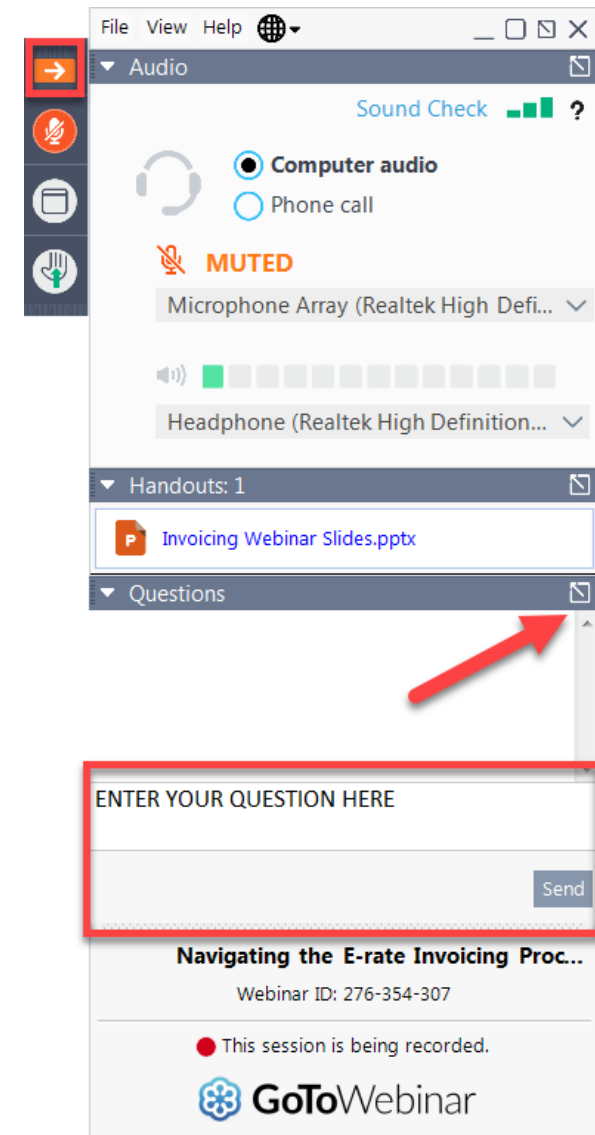 File View Help
Audio
Sound Check ?
Computer audio
Phone call
MUTED
Microphone Array (Realtek High Defi...
Headphone (Realtek High Definition...
Handouts: 1
P Invoicing Webinar Slides.pptx
Questions
ENTER YOUR QUESTION HERE
Send
Navigating the E-rate Invoicing Proc...
Webinar ID: 276-354-307
This session is being recorded.
GoToWebinar